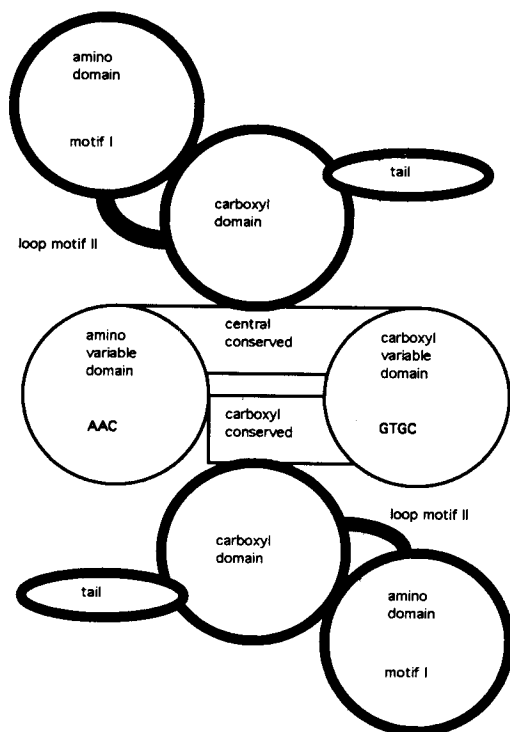 amino
domain
motif I
tail
carboxyl
domain
loop motif II
central
conserved
amino
variable
domain
carboxyl
variable
domain
AAC
carboxyl
conserved
GTGC
loop motif II
carboxyl
domain
tail
amino
domain
motif I